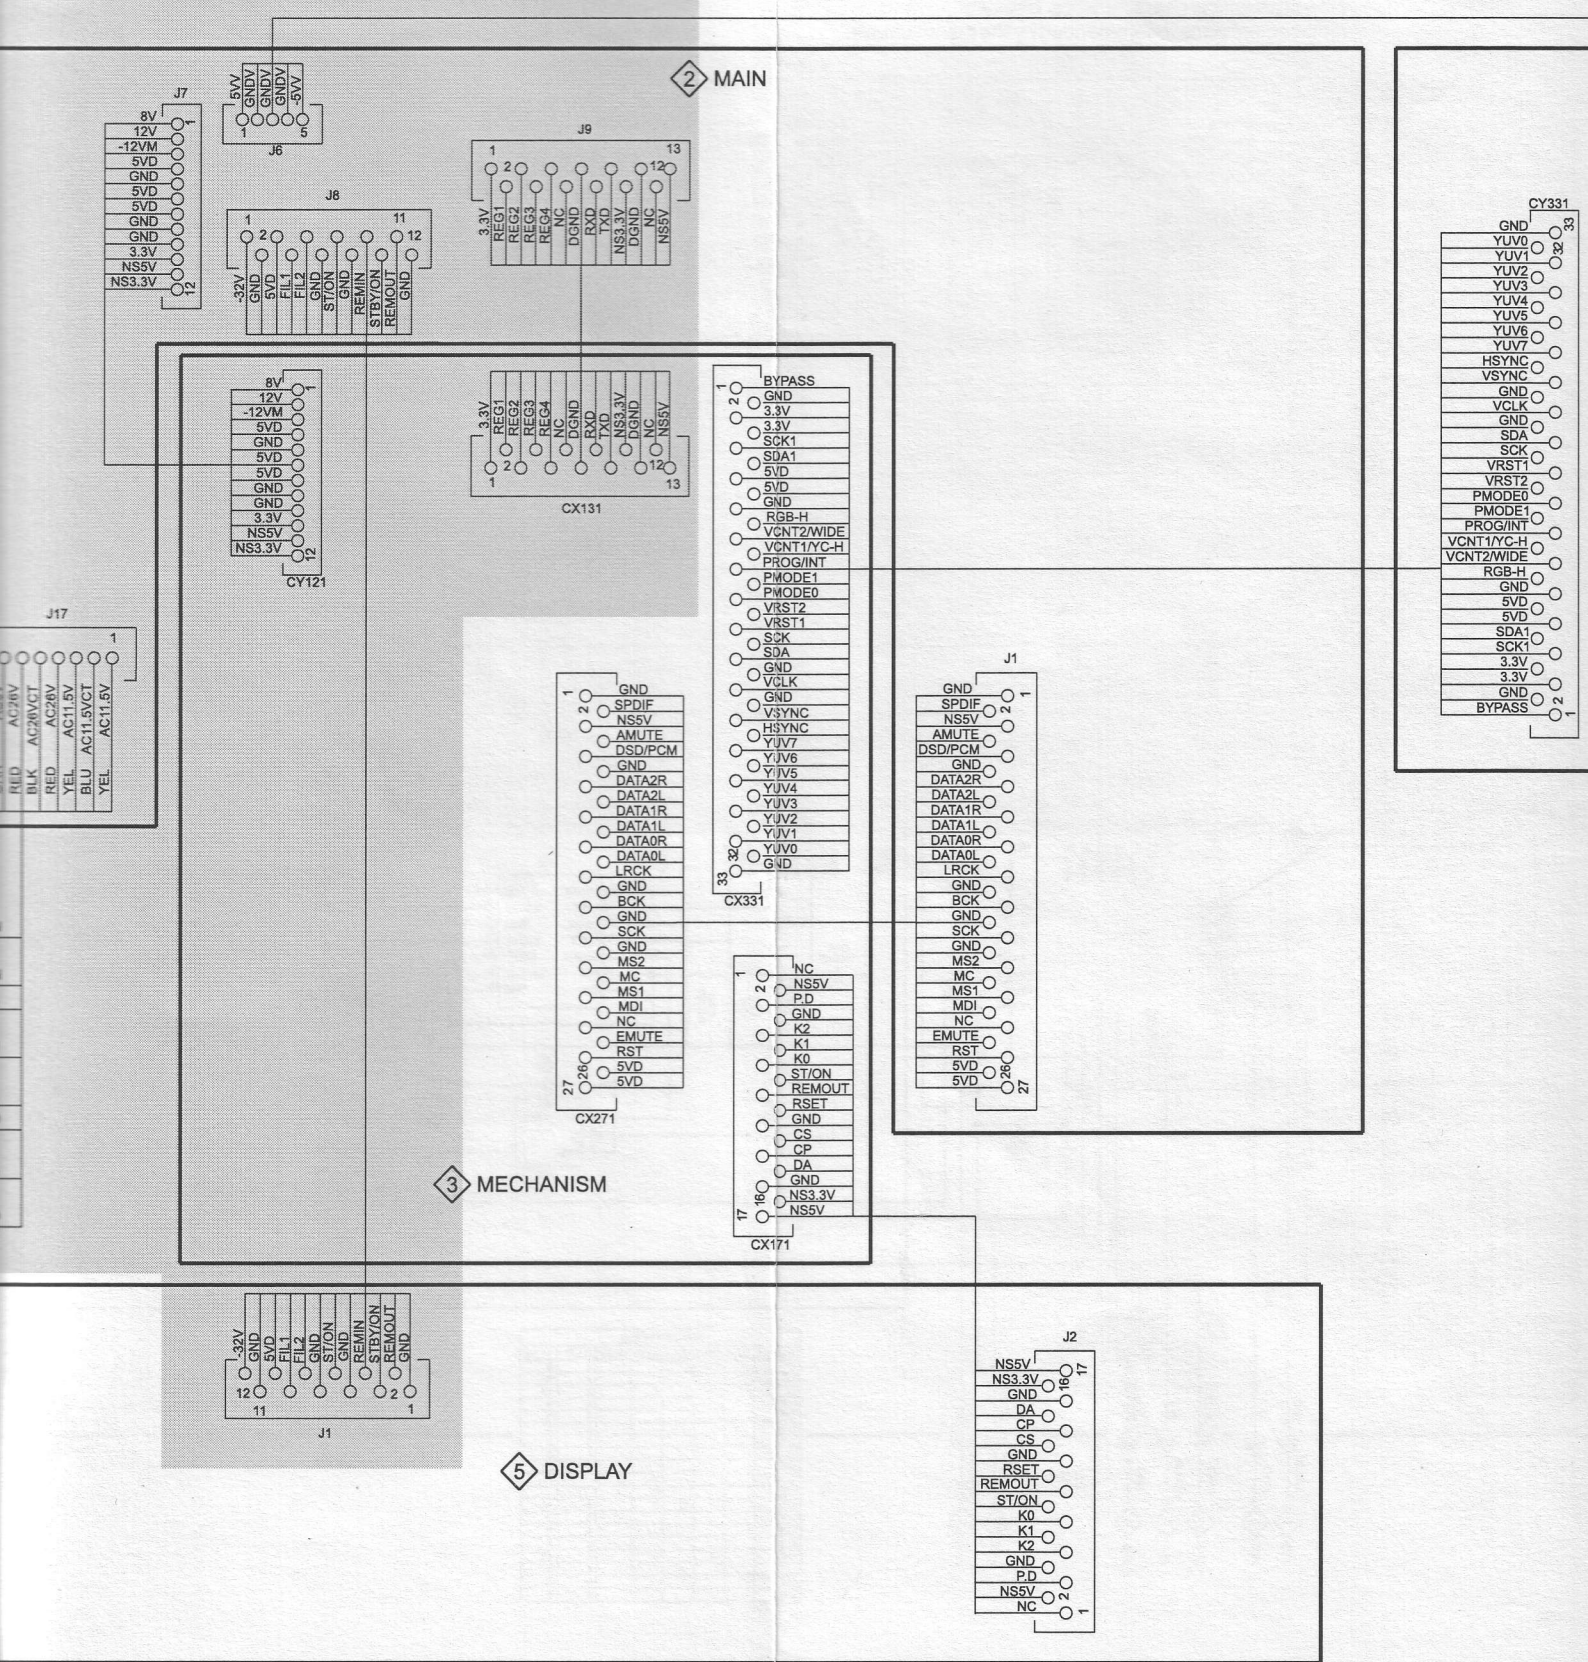 2 MAIN
5VV
GNDV
GNDV
GNDV
-5VV
1
5
J6
J7
8V
1
12V
-12VM
5VD
GND
5VD
5VD
GND
GND
3.3V
NS5V
NS3.3V
12
J8
1
2
11
12
-32V
GND
5VD
FIL1
FIL2
GND
ST/ON
GND
REMIN
STBY/ON
REMOUT
GND
J9
1
2
12
13
3.3V
REG1
REG2
REG3
REG4
NC
DGND
RXD
TXD
NS3.3V
DGND
NC
NS5V
CY331
33
GND
32
YUV0
YUV1
YUV2
YUV3
YUV4
YUV5
YUV6
YUV7
HSYNC
VSYNC
GND
VCLK
GND
SDA
SCK
VRST1
VRST2
PMODE0
PMODE1
PROG/INT
VCNT1/YC-H
VCNT2/WIDE
RGB-H
GND
5VD
5VD
SDA1
SCK1
3.3V
3.3V
GND
2
BYPASS
1
8V
1
12V
-12VM
5VD
GND
5VD
5VD
GND
GND
3.3V
NS5V
NS3.3V
12
CY121
3.3V
REG1
REG2
REG3
REG4
NC
DGND
RXD
TXD
NS3.3V
DGND
NC
NS5V
1
2
12
13
CX131
1
BYPASS
2
GND
3.3V
3.3V
SCK1
SDA1
5VD
5VD
GND
RGB-H
VCNT2/WIDE
VCNT1/YC-H
PROG/INT
PMODE1
PMODE0
VRST2
VRST1
SCK
SDA
GND
VCLK
GND
VSYNC
HSYNC
YUV7
YUV6
YUV5
YUV4
YUV3
YUV2
YUV1
32
YUV0
33
GND
CX331
J17
1
AC26V
AC26VCT
AC26V
AC11.5V
AC11.5VCT
AC11.5V
RED
BLK
RED
YEL
BLU
YEL
1
GND
2
SPDIF
NS5V
AMUTE
DSD/PCM
GND
DATA2R
DATA2L
DATA1R
DATA1L
DATA0R
DATA0L
LRCK
GND
BCK
GND
SCK
GND
MS2
MC
MS1
MDI
NC
EMUTE
RST
26
5VD
27
5VD
CX271
J1
GND
1
SPDIF
2
NS5V
AMUTE
DSD/PCM
GND
DATA2R
DATA2L
DATA1R
DATA1L
DATA0R
DATA0L
LRCK
GND
BCK
GND
SCK
GND
MS2
MC
MS1
MDI
NC
EMUTE
RST
5VD
26
5VD
27
1
NC
2
NS5V
P.D
GND
K2
K1
K0
ST/ON
REMOUT
RSET
GND
CS
CP
DA
GND
16
NS3.3V
17
NS5V
CX171
3 MECHANISM
-32V
GND
5VD
FIL1
FIL2
GND
ST/ON
GND
REMIN
STBY/ON
REMOUT
GND
12
11
2
1
J1
5 DISPLAY
J2
NS5V
17
NS3.3V
16
GND
DA
CP
CS
GND
RSET
REMOUT
ST/ON
K0
K1
K2
GND
P.D
NS5V
2
NC
1